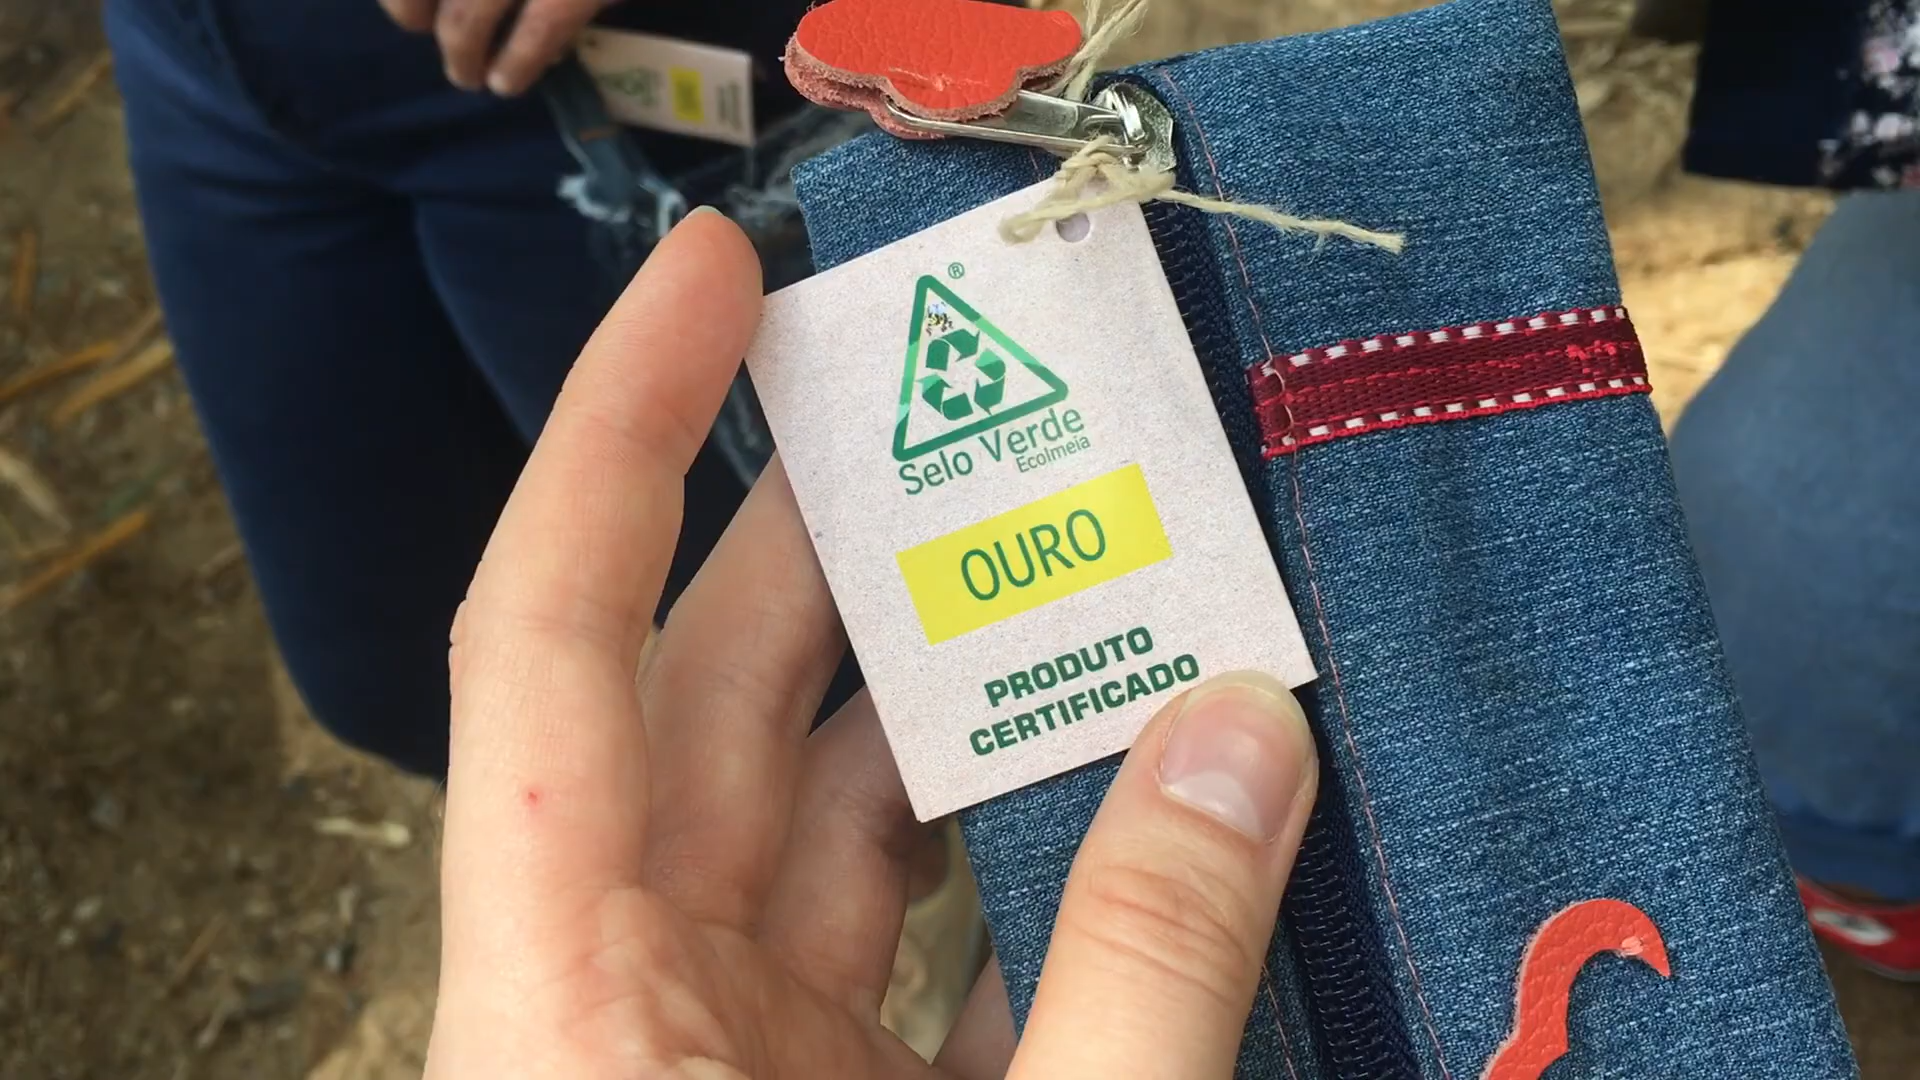 ®
Selo Verde
Ecolmeia
OURO
PRODUTO
CERTIFICADO